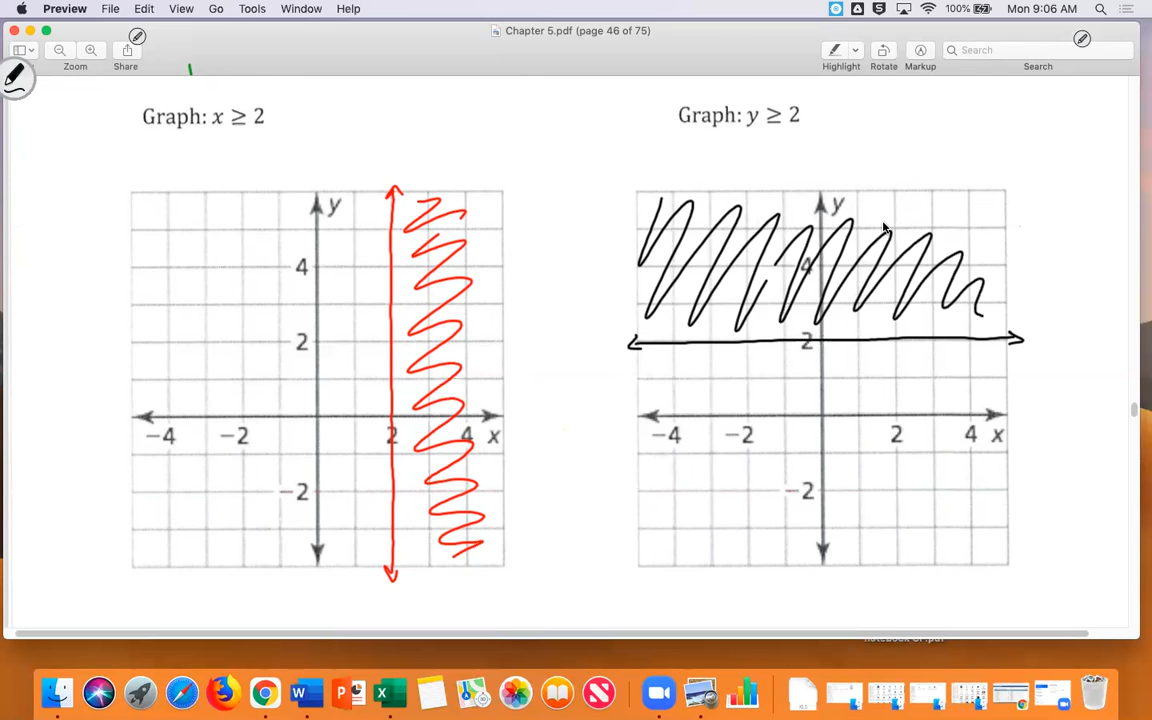 Preview File Edit View Go Tools Window Help 100% Mon 9:06 AM
Chapter 5.pdf (page 46 of 75)
Search
Zoom Share Highlight Rotate Markup Search
Graph: x ≥ 2
Graph: y ≥ 2
y
4
2
−4 −2 2 4 x
−2
y
4
2
−4 −2 2 4 x
−2